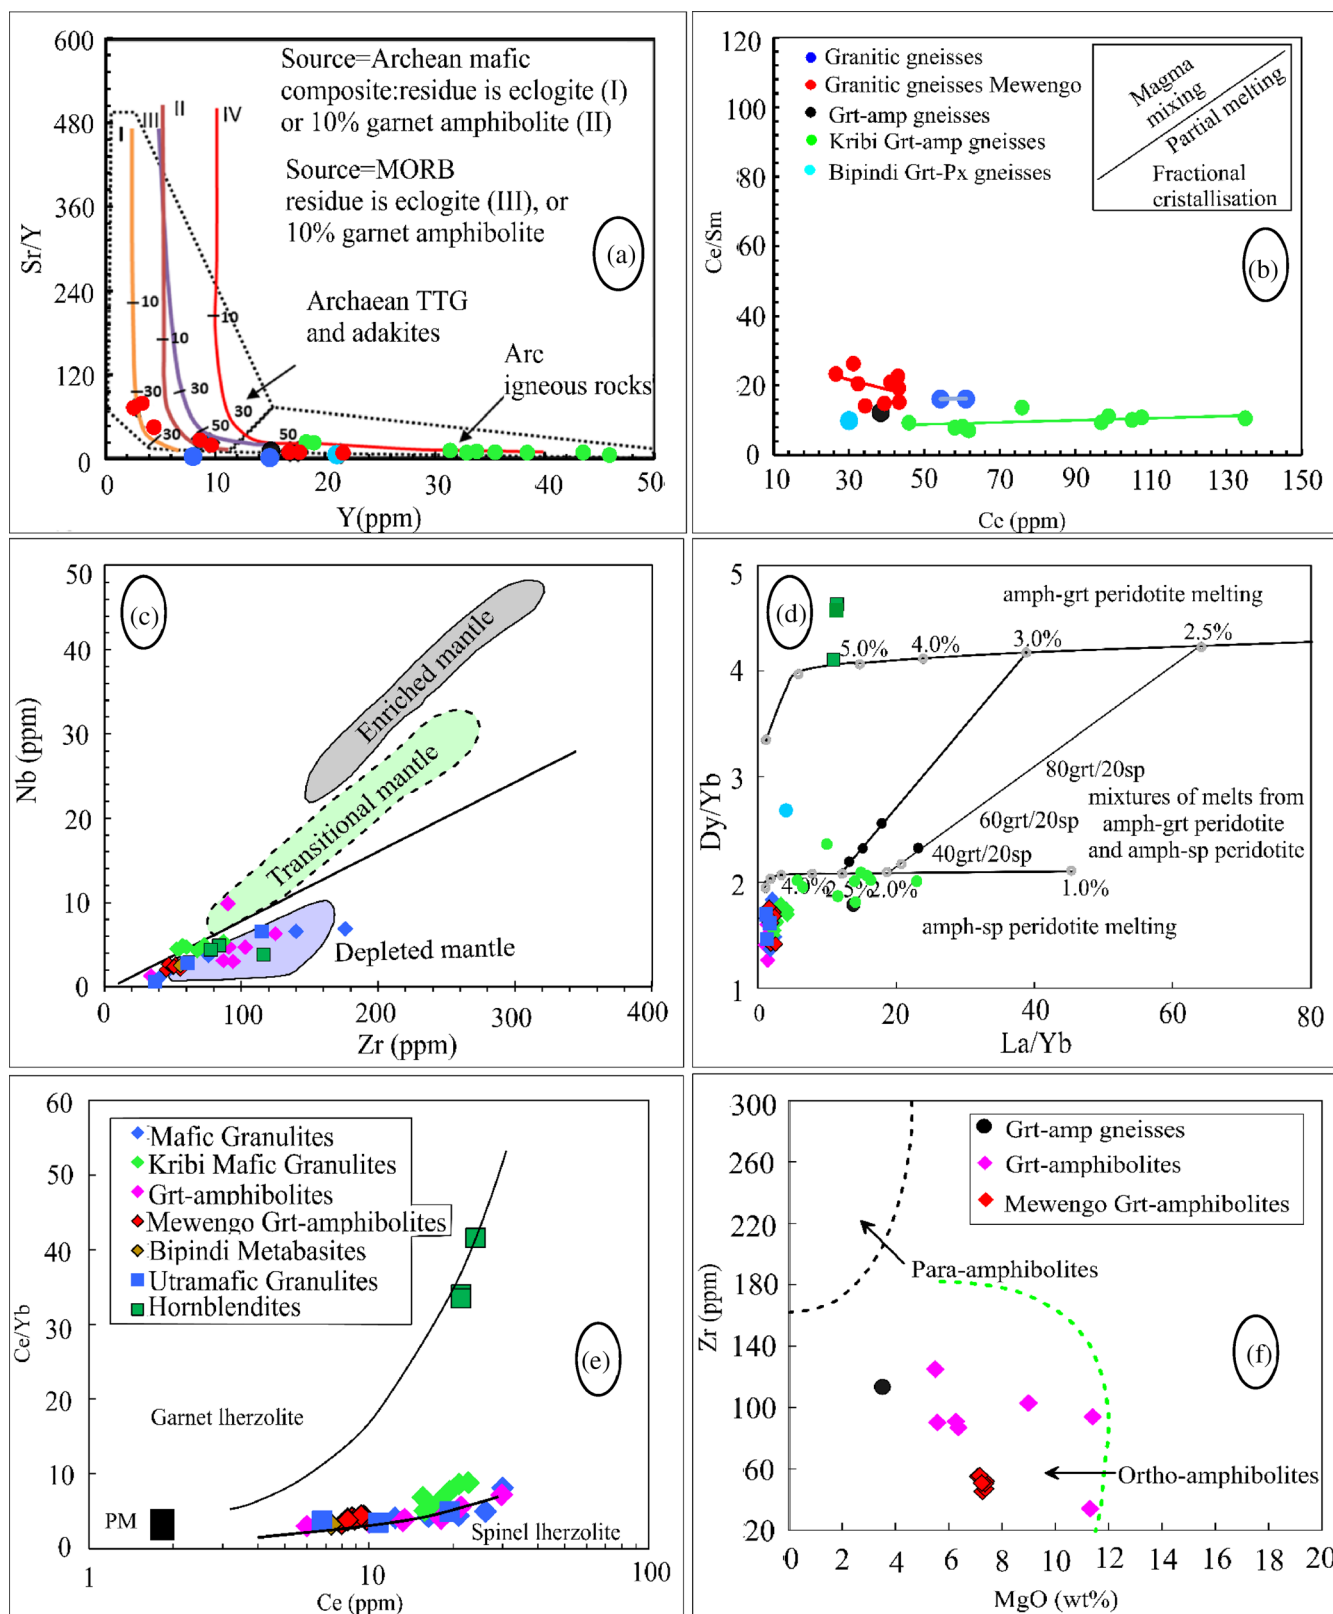 600
480
360
240
120
0
Sr/Y
I
III
II
IV
Source=Archean mafic
composite:residue is eclogite (I)
or 10% garnet amphibolite (II)
Source=MORB
residue is eclogite (III), or
10% garnet amphibolite
(a)
Archaean TTG
and adakites
Arc
igneous rocks
10
10
10
30
30
30
30
50
50
0
10
20
30
40
50
Y(ppm)
120
100
80
60
40
20
0
Ce/Sm
Granitic gneisses
Granitic gneisses Mewengo
Grt-amp gneisses
Kribi Grt-amp gneisses
Bipindi Grt-Px gneisses
Magma
mixing
Partial melting
Fractional
cristallisation
(b)
10
30
50
70
90
110
130
150
Cc (ppm)
50
40
30
20
10
0
Nb (ppm)
(c)
Enriched mantle
Transitional mantle
Depleted mantle
0
100
200
300
400
Zr (ppm)
5
4
3
2
1
Dy/Yb
(d)
amph-grt peridotite melting
5.0%
4.0%
3.0%
2.5%
80grt/20sp
mixtures of melts from
60grt/20sp
amph-grt peridotite
40grt/20sp
and amph-sp peridotite
4.0%
2.5%
2.0%
1.0%
amph-sp peridotite melting
0
20
40
60
80
La/Yb
60
50
40
30
20
10
0
Ce/Yb
Mafic Granulites
Kribi Mafic Granulites
Grt-amphibolites
Mewengo Grt-amphibolites
Bipindi Metabasites
Utramafic Granulites
Hornblendites
(e)
Garnet lherzolite
PM
Spinel lherzolite
1
10
100
Ce (ppm)
300
260
220
180
140
100
60
20
Zr (ppm)
Grt-amp gneisses
Grt-amphibolites
Mewengo Grt-amphibolites
Para-amphibolites
(f)
Ortho-amphibolites
0
2
4
6
8
10
12
14
16
18
20
MgO (wt%)